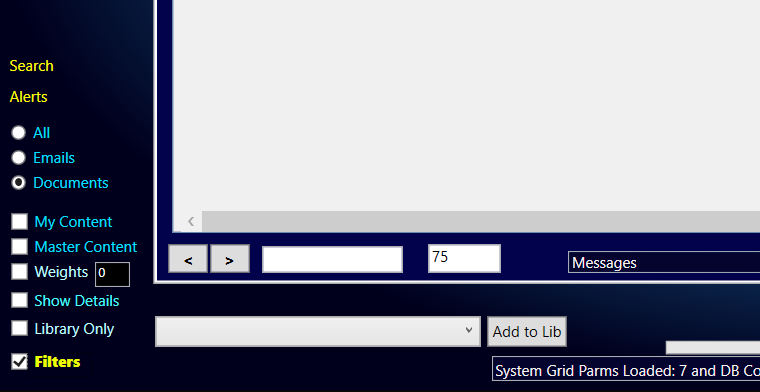 Search
Alerts
All
Emails
Documents
My Content
Master Content
Weights 0
Show Details
Library Only
Filters
< > 75
Messages
Add to Lib
System Grid Parms Loaded: 7 and DB Co